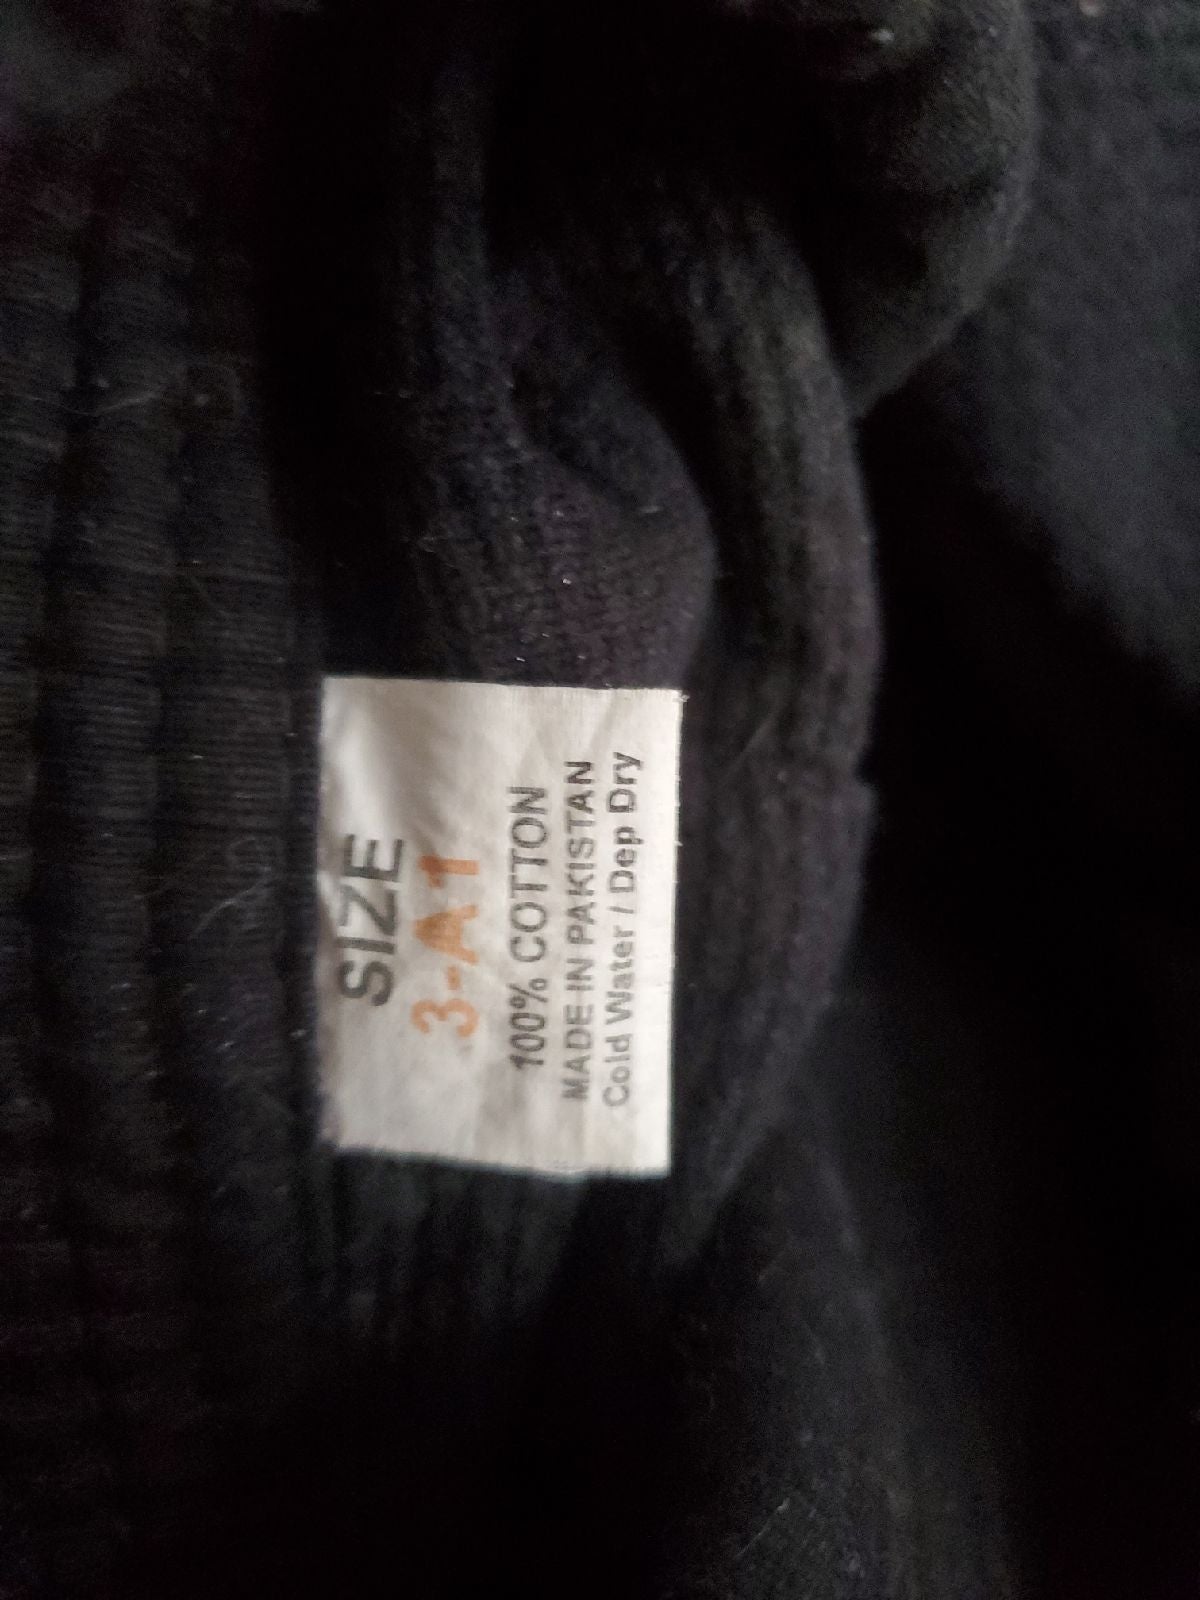 SIZE
3-A1
100% COTTON
MADE IN PAKISTAN
Cold Water / Dep Dry